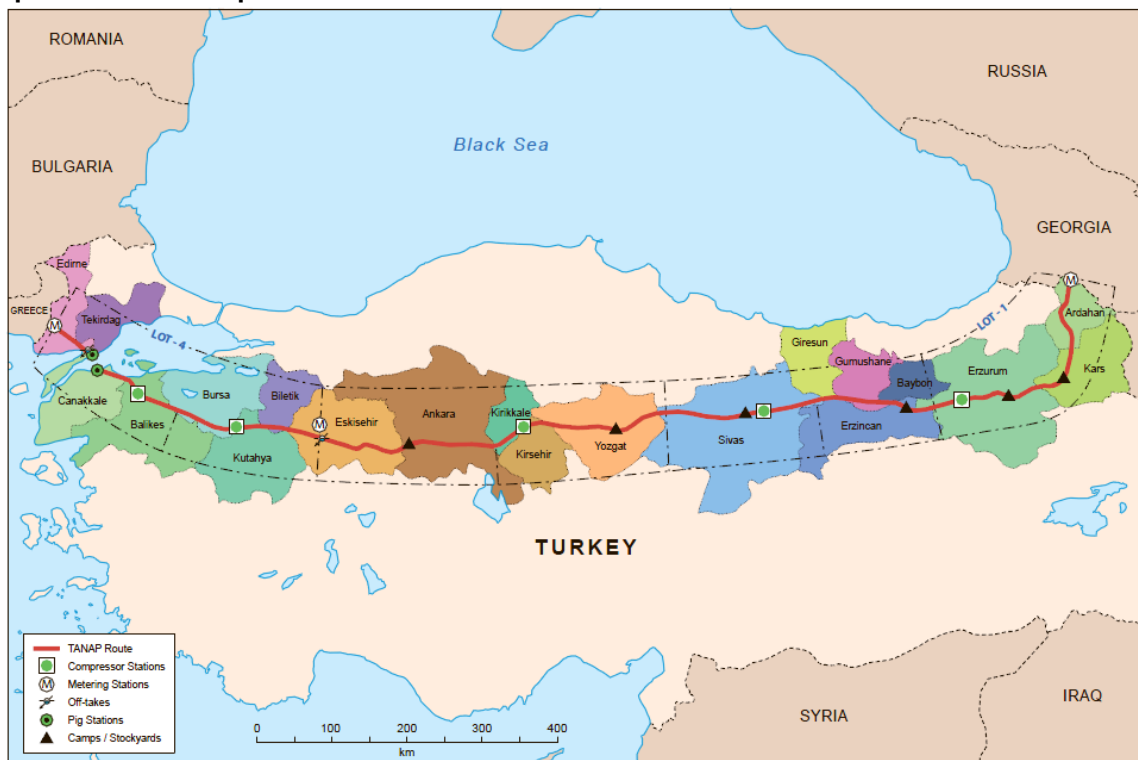 ROMANIA
RUSSIA
Black Sea
BULGARIA
GEORGIA
Edirne
GREECE
Tekirdag
LOT - 4
LOT - 1
Ardahan
Giresun
Gumushane
Erzurum
Kars
Baybon
Canakkale
Bursa
Biletik
Balikes
Eskisehir
Ankara
Kirikkale
Kutahya
Kirsehir
Yozgat
Sivas
Erzincan
M
M
M
TURKEY
TANAP Route
Compressor Stations
M Metering Stations
Off-takes
Pig Stations
Camps / Stockyards
0 100 200 300 400
km
SYRIA
IRAQ